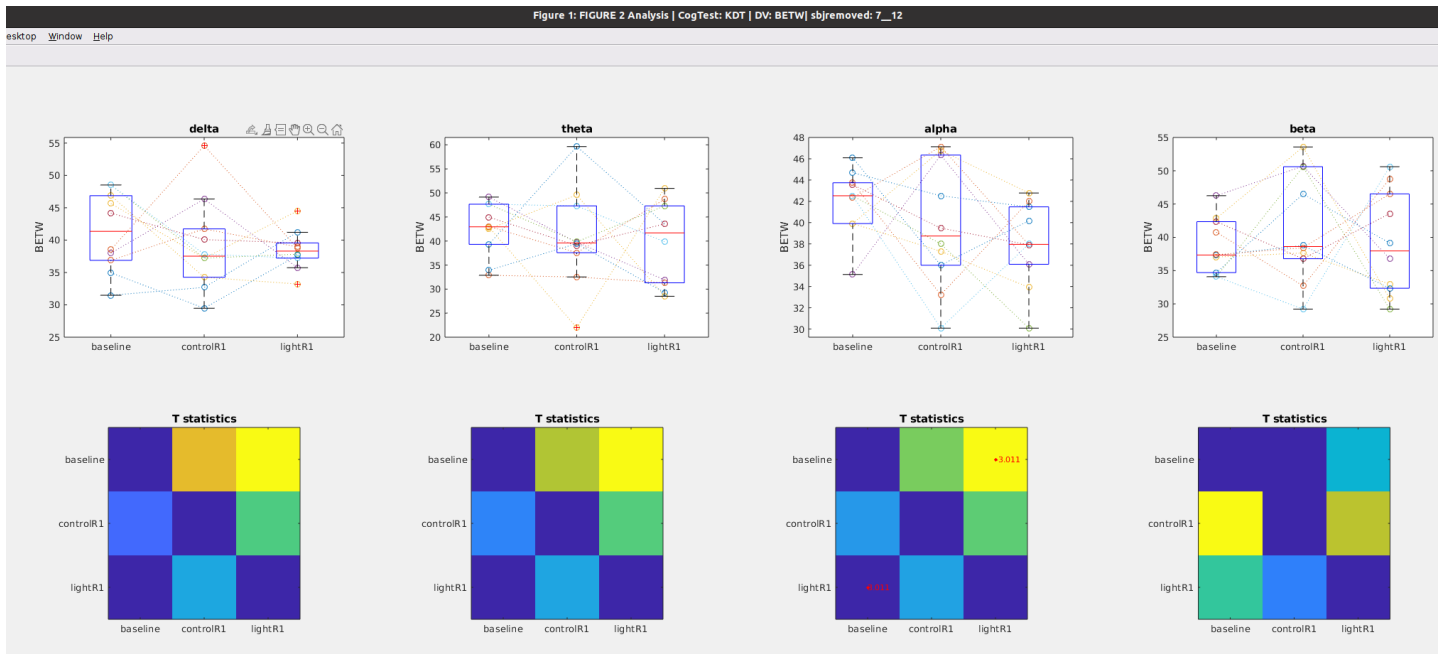 Figure 1: FIGURE 2 Analysis | CogTest: KDT | DV: BETW| sbjremoved: 7__12
esktop Window Help
delta
BETW
55
50
45
40
35
30
25
baseline controlR1 lightR1
theta
BETW
60
55
50
45
40
35
30
25
20
baseline controlR1 lightR1
alpha
BETW
48
46
44
42
40
38
36
34
32
30
baseline controlR1 lightR1
beta
BETW
55
50
45
40
35
30
25
baseline controlR1 lightR1
T statistics
baseline
controlR1
lightR1
baseline controlR1 lightR1
T statistics
baseline
controlR1
lightR1
baseline controlR1 lightR1
T statistics
baseline
controlR1
lightR1
3.011
baseline controlR1 lightR1
T statistics
baseline
controlR1
lightR1
baseline controlR1 lightR1